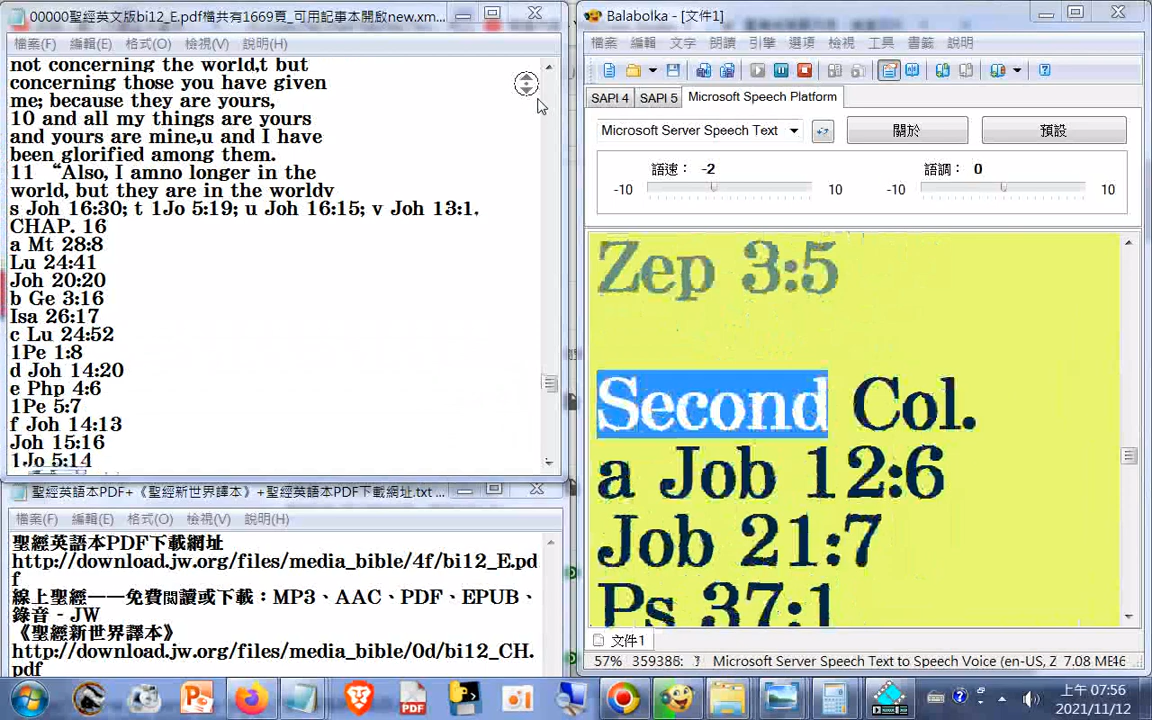 00000聖經英文版bi12_E.pdf檔共有1669頁_可用記事本開啟new.xm...
檔案(F) 編輯(E) 格式(O) 檢視(V) 說明(H)
not concerning the world,t but
concerning those you have given
me; because they are yours,
10 and all my things are yours
and yours are mine,u and I have
been glorified among them.
11 “Also, I amno longer in the
world, but they are in the worldv
s Joh 16:30; t 1Jo 5:19; u Joh 16:15; v Joh 13:1,
CHAP. 16
a Mt 28:8
Lu 24:41
Joh 20:20
b Ge 3:16
Isa 26:17
c Lu 24:52
1Pe 1:8
d Joh 14:20
e Php 4:6
1Pe 5:7
f Joh 14:13
Joh 15:16
1Jo 5:14
聖經英語本PDF+《聖經新世界譯本》+聖經英語本PDF下載網址.txt ...
檔案(F) 編輯(E) 格式(O) 檢視(V) 說明(H)
聖經英語本PDF下載網址
http://download.jw.org/files/media_bible/4f/bi12_E.pd
f
線上聖經——免費閱讀或下載：MP3、AAC、PDF、EPUB、
錄音 - JW
《聖經新世界譯本》
http://download.jw.org/files/media_bible/0d/bi12_CH.
pdf
Balabolka - [文件1]
檔案 編輯 文字 朗讀 引擎 選項 檢視 工具 書籤 說明
SAPI 4 SAPI 5 Microsoft Speech Platform
Microsoft Server Speech Text 關於 預設
語速： -2 語調： 0
-10 10 -10 10
Zep 3:5
Second Col.
a Job 12:6
Job 21:7
Ps 37:1
文件1
57% 359388: Microsoft Server Speech Text to Speech Voice (en-US, Z 7.08 ME46
上午 07:56
2021/11/12